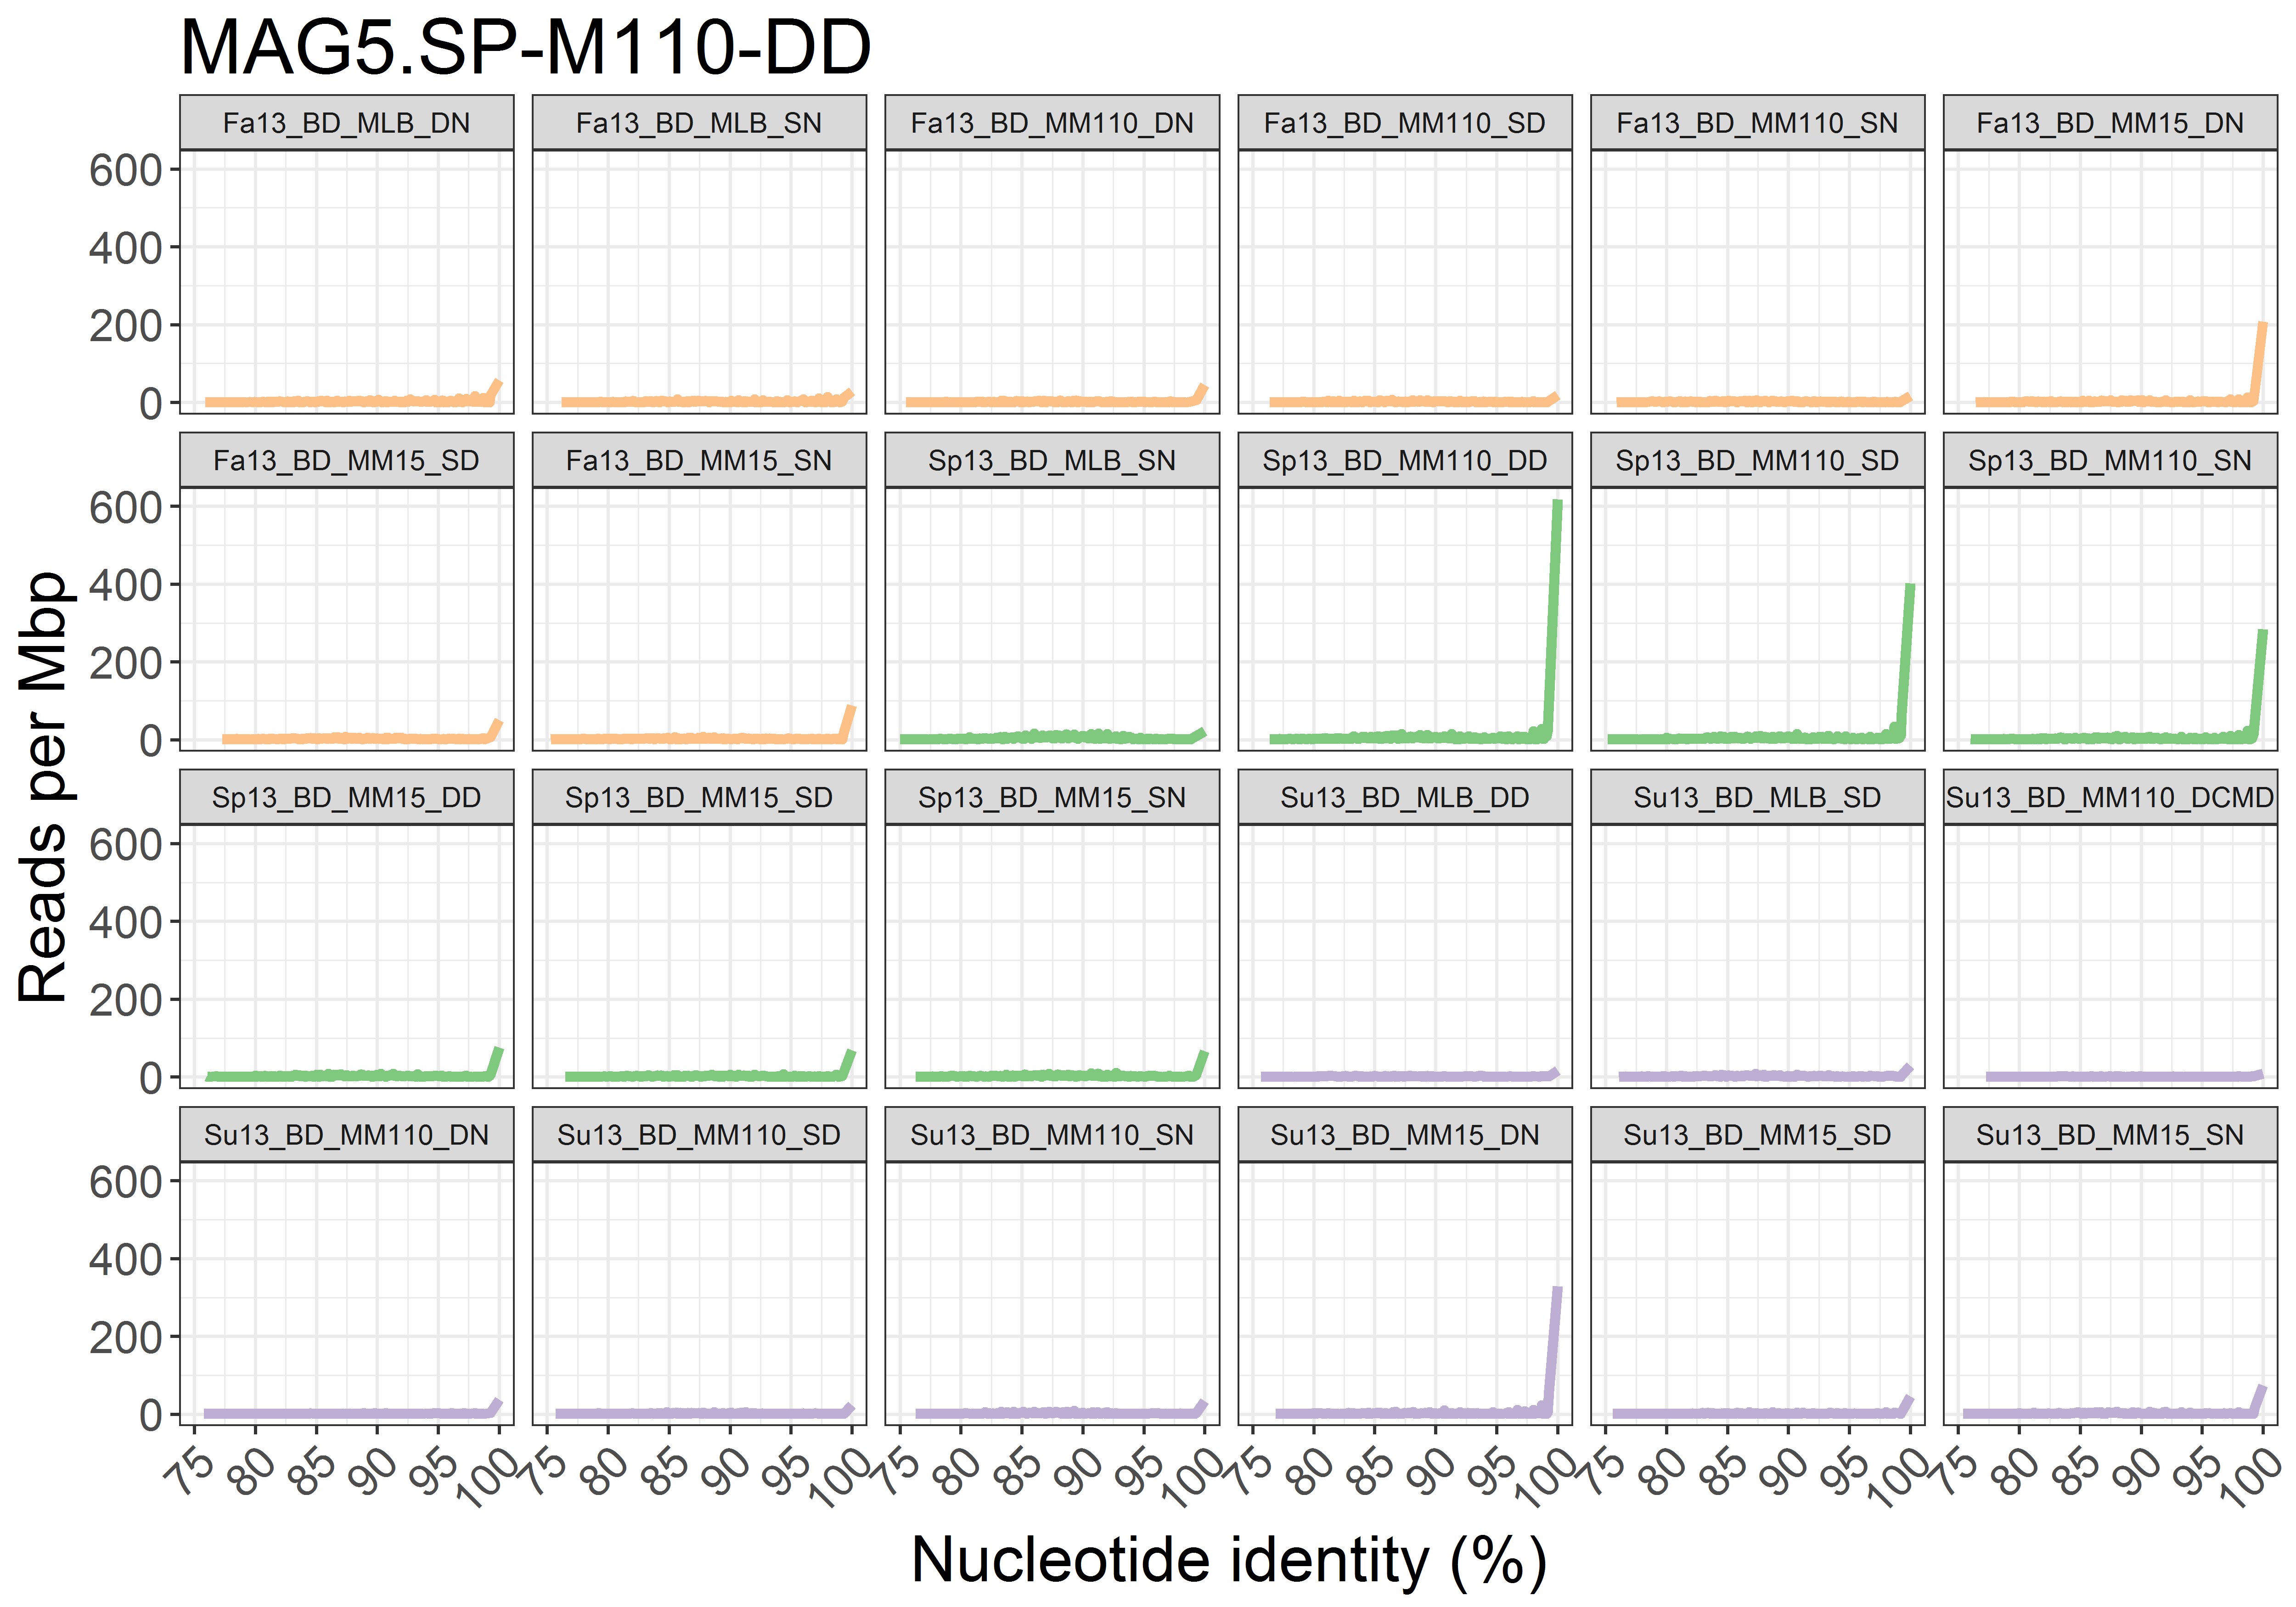 MAG5.SP-M110-DD
Fa13_BD_MLB_DN Fa13_BD_MLB_SN Fa13_BD_MM110_DN Fa13_BD_MM110_SD Fa13_BD_MM110_SN Fa13_BD_MM15_DN
600
400
200
0
Fa13_BD_MM15_SD Fa13_BD_MM15_SN Sp13_BD_MLB_SN Sp13_BD_MM110_DD Sp13_BD_MM110_SD Sp13_BD_MM110_SN
600
400
200
0
Sp13_BD_MM15_DD Sp13_BD_MM15_SD Sp13_BD_MM15_SN Su13_BD_MLB_DD Su13_BD_MLB_SD Su13_BD_MM110_DCMD
600
400
200
0
Su13_BD_MM110_DN Su13_BD_MM110_SD Su13_BD_MM110_SN Su13_BD_MM15_DN Su13_BD_MM15_SD Su13_BD_MM15_SN
600
400
200
0
75 80 85 90 95 100 75 80 85 90 95 100 75 80 85 90 95 100 75 80 85 90 95 100 75 80 85 90 95 100 75 80 85 90 95 100
Reads per Mbp
Nucleotide identity (%)